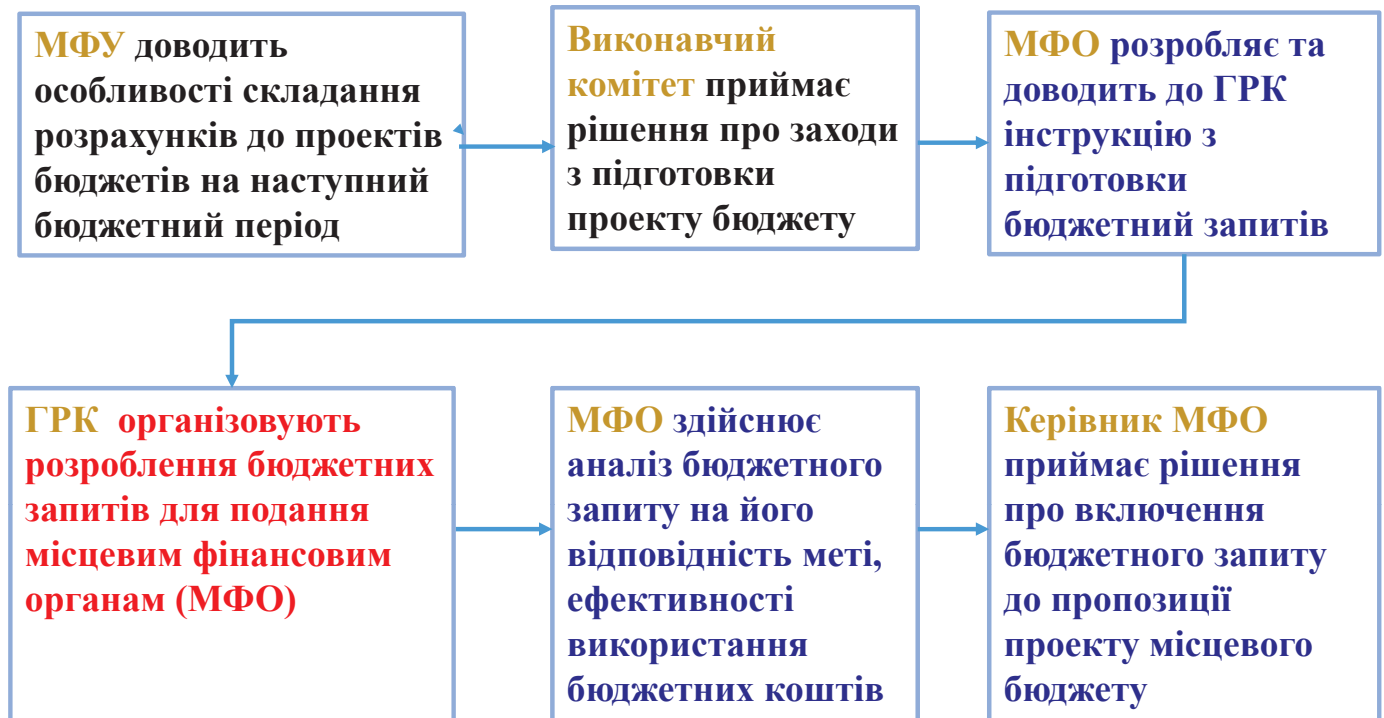 МФУ доводить
особливості складання
розрахунків до проектів
бюджетів на наступний
бюджетний період
Виконавчий
комітет приймає
рішення про заходи
з підготовки
проекту бюджету
МФО розробляє та
доводить до ГРК
інструкцію з
підготовки
бюджетний запитів
ГРК організовують
розроблення бюджетних
запитів для подання
місцевим фінансовим
органам (МФО)
МФО здійснює
аналіз бюджетного
запиту на його
відповідність меті,
ефективності
використання
бюджетних коштів
Керівник МФО
приймає рішення
про включення
бюджетного запиту
до пропозиції
проекту місцевого
бюджету